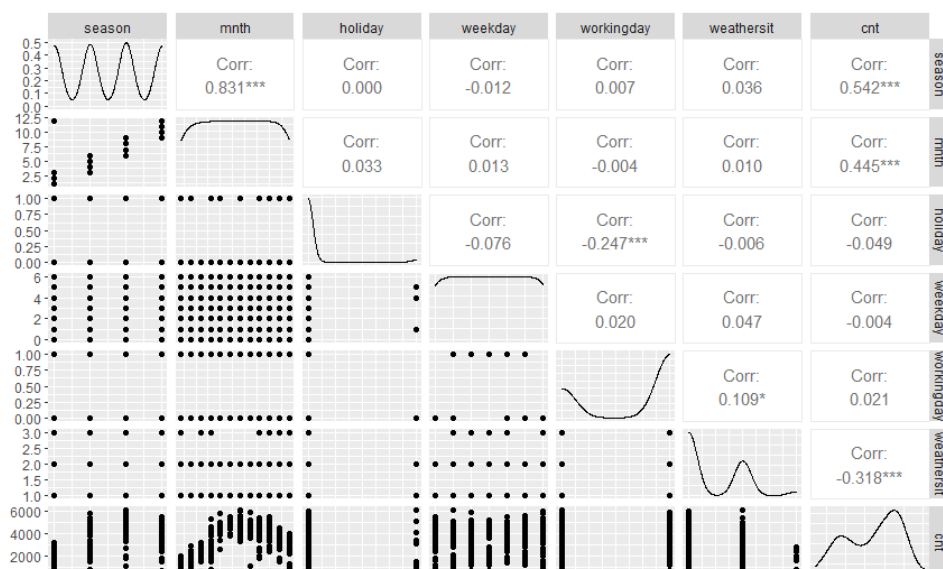 season mnth holiday weekday workingday weathersit cnt
0.5
0.4
0.3
0.2
0.1
0.0
Corr:
0.831***
Corr:
0.000
Corr:
-0.012
Corr:
0.007
Corr:
0.036
Corr:
0.542***
season
12.5
10.0
7.5
5.0
2.5
Corr:
0.033
Corr:
0.013
Corr:
-0.004
Corr:
0.010
Corr:
0.445***
mnth
1.00
0.75
0.50
0.25
0.00
Corr:
-0.076
Corr:
-0.247***
Corr:
-0.006
Corr:
-0.049
holiday
6
4
2
0
Corr:
0.020
Corr:
0.047
Corr:
-0.004
weekday
1.00
0.75
0.50
0.25
0.00
Corr:
0.109*
Corr:
0.021
workingday
3.0
2.5
2.0
1.5
1.0
Corr:
-0.318***
weathersit
6000
4000
2000
cnt